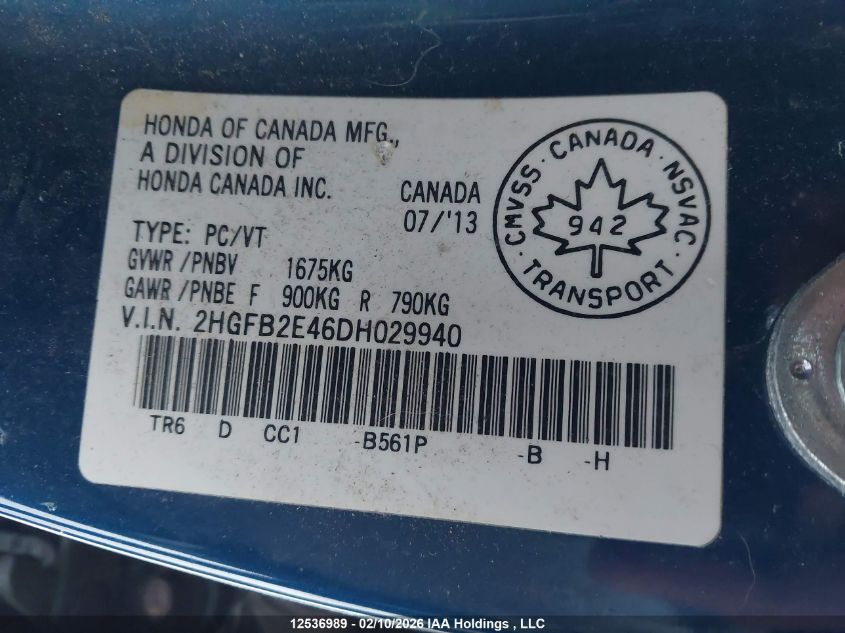 HONDA OF CANADA MFG.,
A DIVISION OF
HONDA CANADA INC.
CANADA
07/'13
TYPE: PC/VT
GVWR/PNBV 1675KG
GAWR/PNBE F 900KG R 790KG
V.I.N. 2HGFB2E46DH029940
TR6 D CC1 -B561P -B -H
CMVSS · CANADA · NSVAC
942
· TRANSPORT ·
12536989 - 02/10/2026 IAA Holdings , LLC